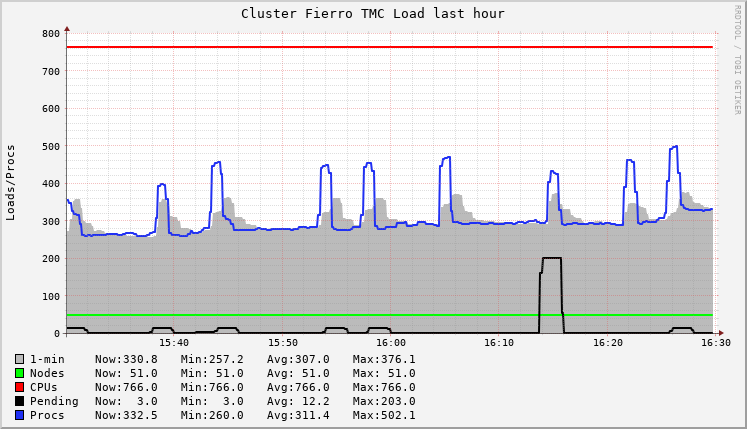 Cluster Fierro TMC Load last hour
RRDTOOL / TOBI OETIKER
Loads/Procs
800
700
600
500
400
300
200
100
0
15:40 15:50 16:00 16:10 16:20 16:30
1-min Now:330.8 Min:257.2 Avg:307.0 Max:376.1
Nodes Now: 51.0 Min: 51.0 Avg: 51.0 Max: 51.0
CPUs Now:766.0 Min:766.0 Avg:766.0 Max:766.0
Pending Now: 3.0 Min: 3.0 Avg: 12.2 Max:203.0
Procs Now:332.5 Min:260.0 Avg:311.4 Max:502.1